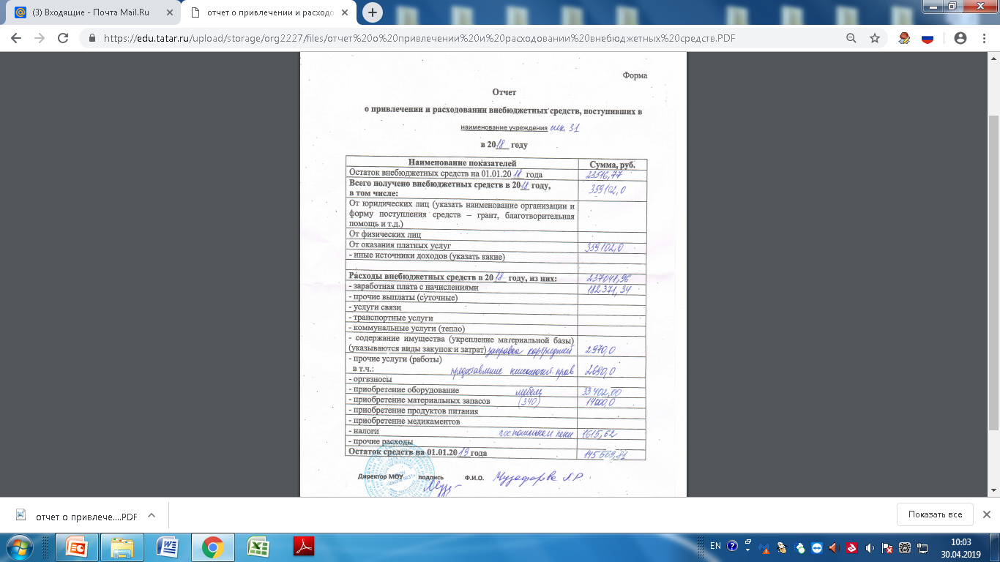 (3) Входящие - Почта Mail.Ru
отчет о привлечении и расходо
https://edu.tatar.ru/upload/storage/org2227/files/отчет%20о%20привлечении%20и%20расходовании%20внебюджетных%20средств.PDF
Форма
Отчет
о привлечении и расходовании внебюджетных средств, поступивших в
наименование учреждения шк. 31
в 2018 году
Наименование показателей Сумма, руб.
Остаток внебюджетных средств на 01.01.2018 года 23516,77
Всего получено внебюджетных средств в 2018 году, 359102,0
в том числе:
От юридических лиц (указать наименование организации и
форму поступления средств – грант, благотворительная
помощь и т.д.)
От физических лиц
От оказания платных услуг 359102,0
- иные источники доходов (указать какие)
Расходы внебюджетных средств в 2018 году, из них: 237048,96
- заработная плата с начислениями 182371,34
- прочие выплаты (суточные)
- услуги связи
- транспортные услуги
- коммунальные услуги (тепло)
- содержание имущества (укрепление материальной базы)
(указываются виды закупок и затрат) заправка картриджей 2970,0
- прочие услуги (работы)
в т.ч.: предоставление прав 2690,0
- оргвзносы
- приобретение оборудование мебель 33402,00
- приобретение материальных запасов (340) 14000,0
- приобретение продуктов питания
- приобретение медикаментов
- налоги госпошлина и пени 1615,62
- прочие расходы
Остаток средств на 01.01.2019 года 145569,81
Директор МОУ подпись Ф.И.О. Музафарова А.Р.
отчет о привлече....PDF
Показать все
EN
10:03
30.04.2019